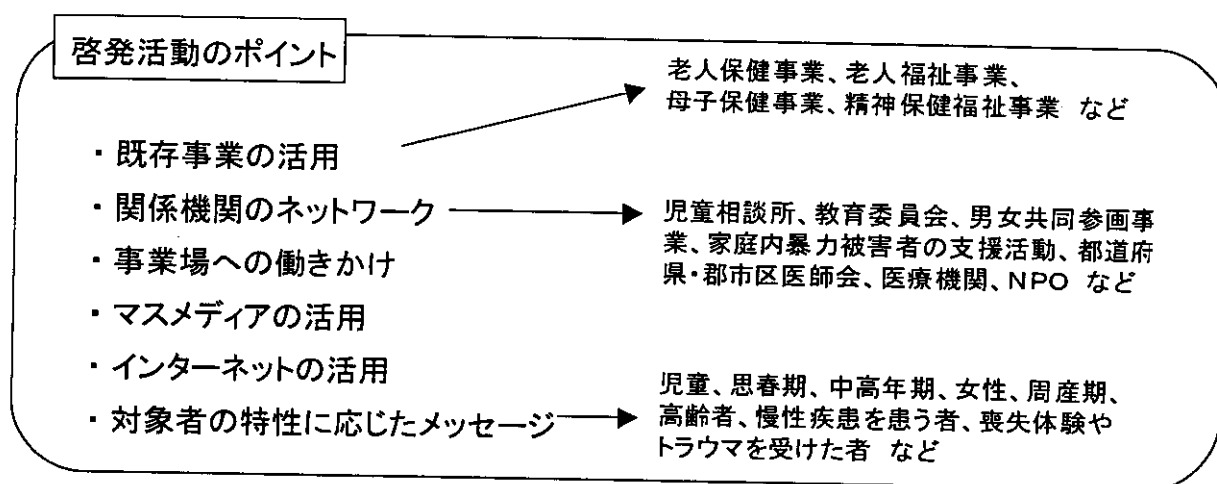 啓発活動のポイント
・既存事業の活用
老人保健事業、老人福祉事業、
母子保健事業、精神保健福祉事業 など
・関係機関のネットワーク
児童相談所、教育委員会、男女共同参画事
業、家庭内暴力被害者の支援活動、都道府
県・郡市区医師会、医療機関、NPO など
・事業場への働きかけ
・マスメディアの活用
・インターネットの活用
・対象者の特性に応じたメッセージ
児童、思春期、中高年期、女性、周産期、
高齢者、慢性疾患を患う者、喪失体験や
トラウマを受けた者 など